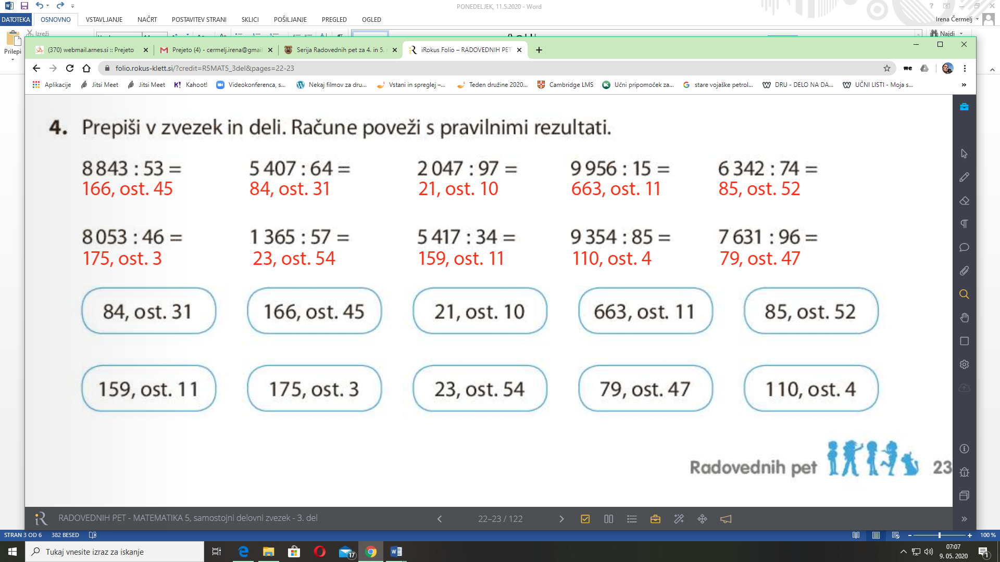 PONEDELJEK, 11.5.2020 - Word
DATOTEKA OSNOVNO VSTAVLJANJE NAČRT POSTAVITEV STRANI SKLICI POŠILJANJE PREGLED OGLED Irena Čermelj
Prilepi Izreži Najdi
(370) webmail.arnes.si :: Prejeto Prejeto (4) - cermelj.irena@gmai Serija Radovednih pet za 4. in 5. iRokus Folio – RADOVEDNIH PET
folio.rokus-klett.si/?credit=R5MAT5_3del&pages=22-23
Aplikacije Jitsi Meet Jitsi Meet Kahoot! Videokonferenca, s... Nekaj filmov za dru... Vstani in spreglej –... Teden družine 2020... Cambridge LMS Učni pripomoček za... stare vojaške petrol... DRU - DELO NA DA... UČNI LISTI - Moja s...
4. Prepiši v zvezek in deli. Račune poveži s pravilnimi rezultati.
8 843 : 53 = 5 407 : 64 = 2 047 : 97 = 9 956 : 15 = 6 342 : 74 =
166, ost. 45 84, ost. 31 21, ost. 10 663, ost. 11 85, ost. 52
8 053 : 46 = 1 365 : 57 = 5 417 : 34 = 9 354 : 85 = 7 631 : 96 =
175, ost. 3 23, ost. 54 159, ost. 11 110, ost. 4 79, ost. 47
84, ost. 31 166, ost. 45 21, ost. 10 663, ost. 11 85, ost. 52
159, ost. 11 175, ost. 3 23, ost. 54 79, ost. 47 110, ost. 4
Radovednih pet 23
iR RADOVEDNIH PET - MATEMATIKA 5, samostojni delovni zvezek - 3. del 22–23 / 122
STRAN 3 OD 6 382 BESED 100 %
Tukaj vnesite izraz za iskanje 17 07:07
9. 05. 2020 1